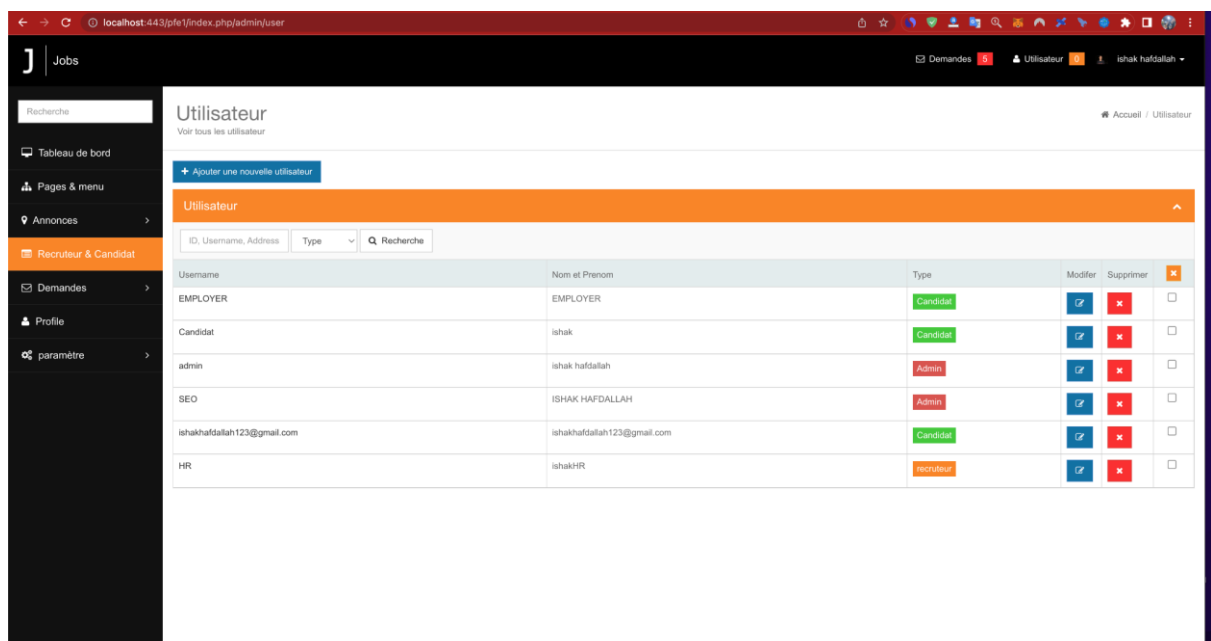 localhost:443/pfe1/index.php/admin/user
J Jobs
Demandes 5 Utilisateur 0 ishak hafdallah
Recherche
Tableau de bord
Pages & menu
Annonces
Recruteur & Candidat
Demandes
Profile
paramètre
Utilisateur
Voir tous les utilisateur
Accueil / Utilisateur
+ Ajouter une nouvelle utilisateur
Utilisateur
ID, Username, Address Type Recherche
Username Nom et Prenom Type Modifer Supprimer
EMPLOYER EMPLOYER Candidat
Candidat ishak Candidat
admin ishak hafdallah Admin
SEO ISHAK HAFDALLAH Admin
ishakhafdallah123@gmail.com ishakhafdallah123@gmail.com Candidat
HR ishakHR recruteur